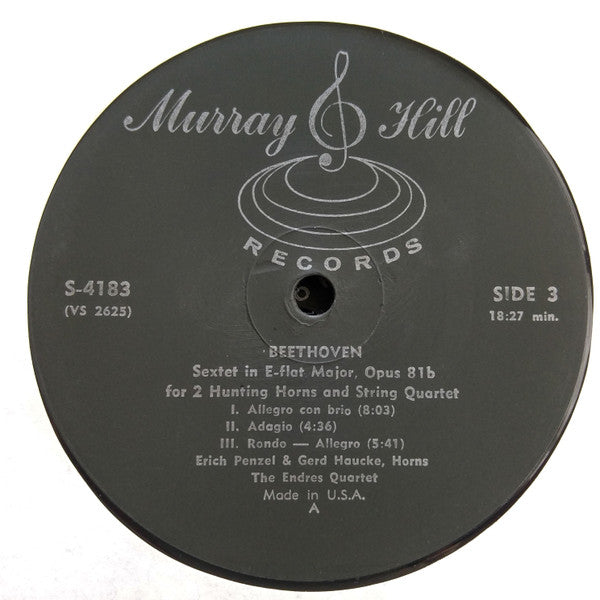 Murray Hill
RECORDS
S-4183
(VS 2625)
SIDE 3
18:27 min.
BEETHOVEN
Sextet in E-flat Major, Opus 81b
for 2 Hunting Horns and String Quartet
I. Allegro con brio (8:03)
II. Adagio (4:36)
III. Rondo — Allegro (5:41)
Erich Penzel & Gerd Haucke, Horns
The Endres Quartet
Made in U.S.A.
A